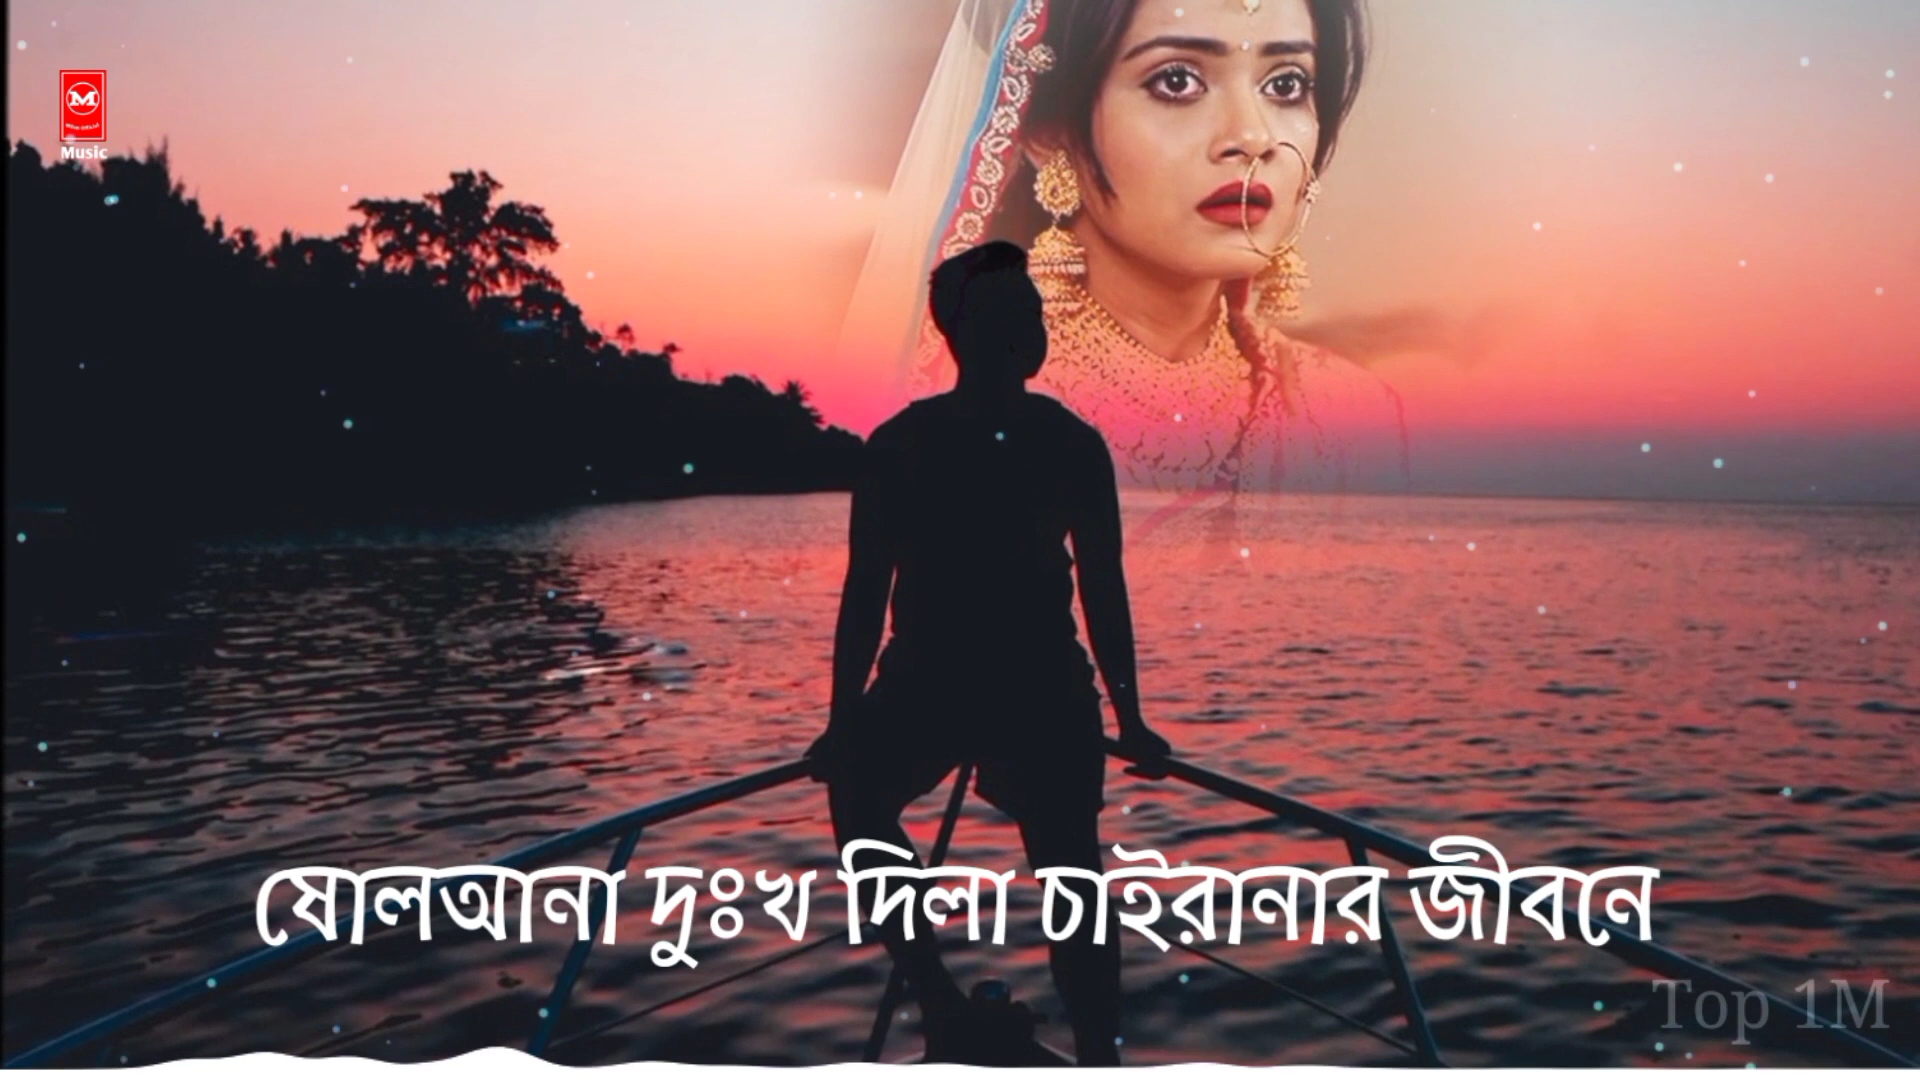 Music
ষোলআনা দুঃখ দিলা চাইরানার জীবনে
Top 1M